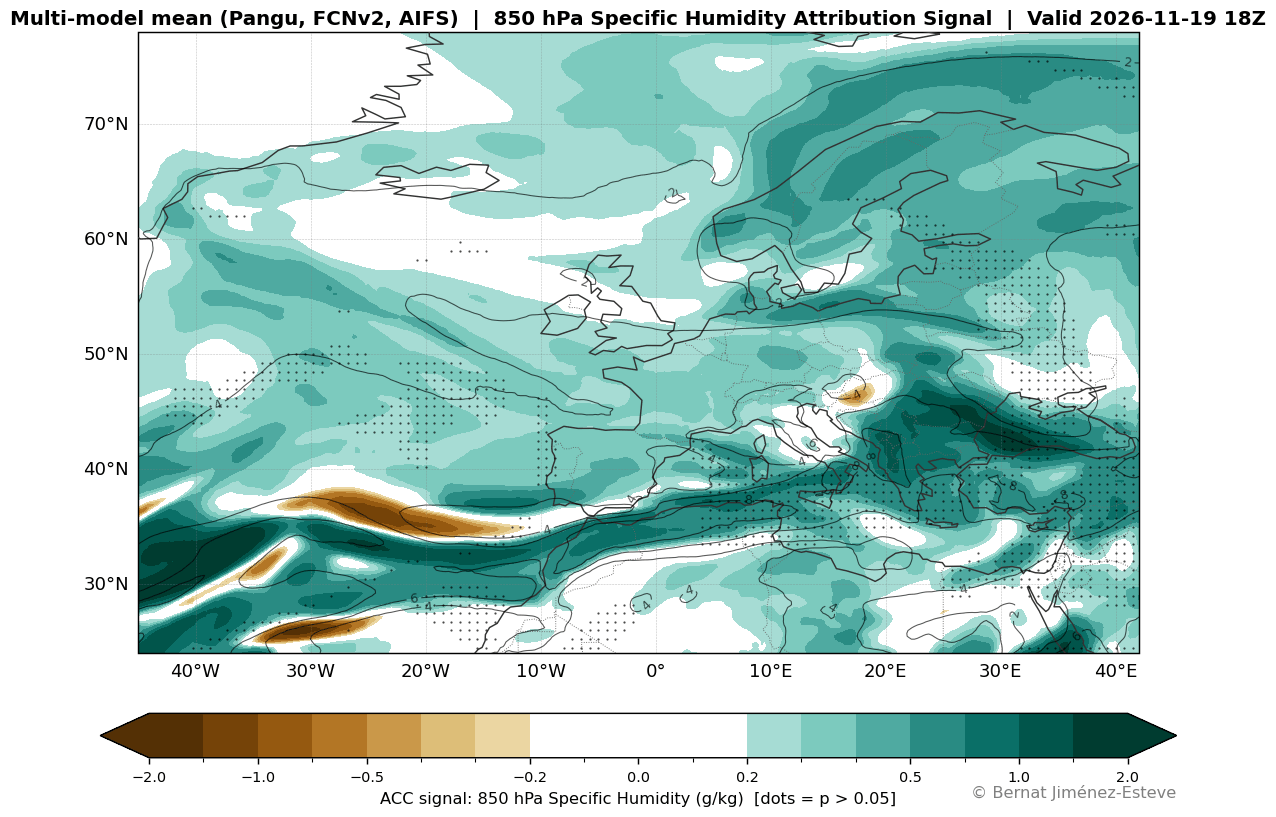 Multi-model mean (Pangu, FCNv2, AIFS) | 850 hPa Specific Humidity Attribution Signal | Valid 2026-11-19 18Z
70°N
60°N
50°N
40°N
30°N
40°W
30°W
20°W
10°W
0°
10°E
20°E
30°E
40°E
−2.0
−1.0
−0.5
−0.2
0.0
0.2
0.5
1.0
2.0
ACC signal: 850 hPa Specific Humidity (g/kg) [dots = p > 0.05]
© Bernat Jiménez-Esteve